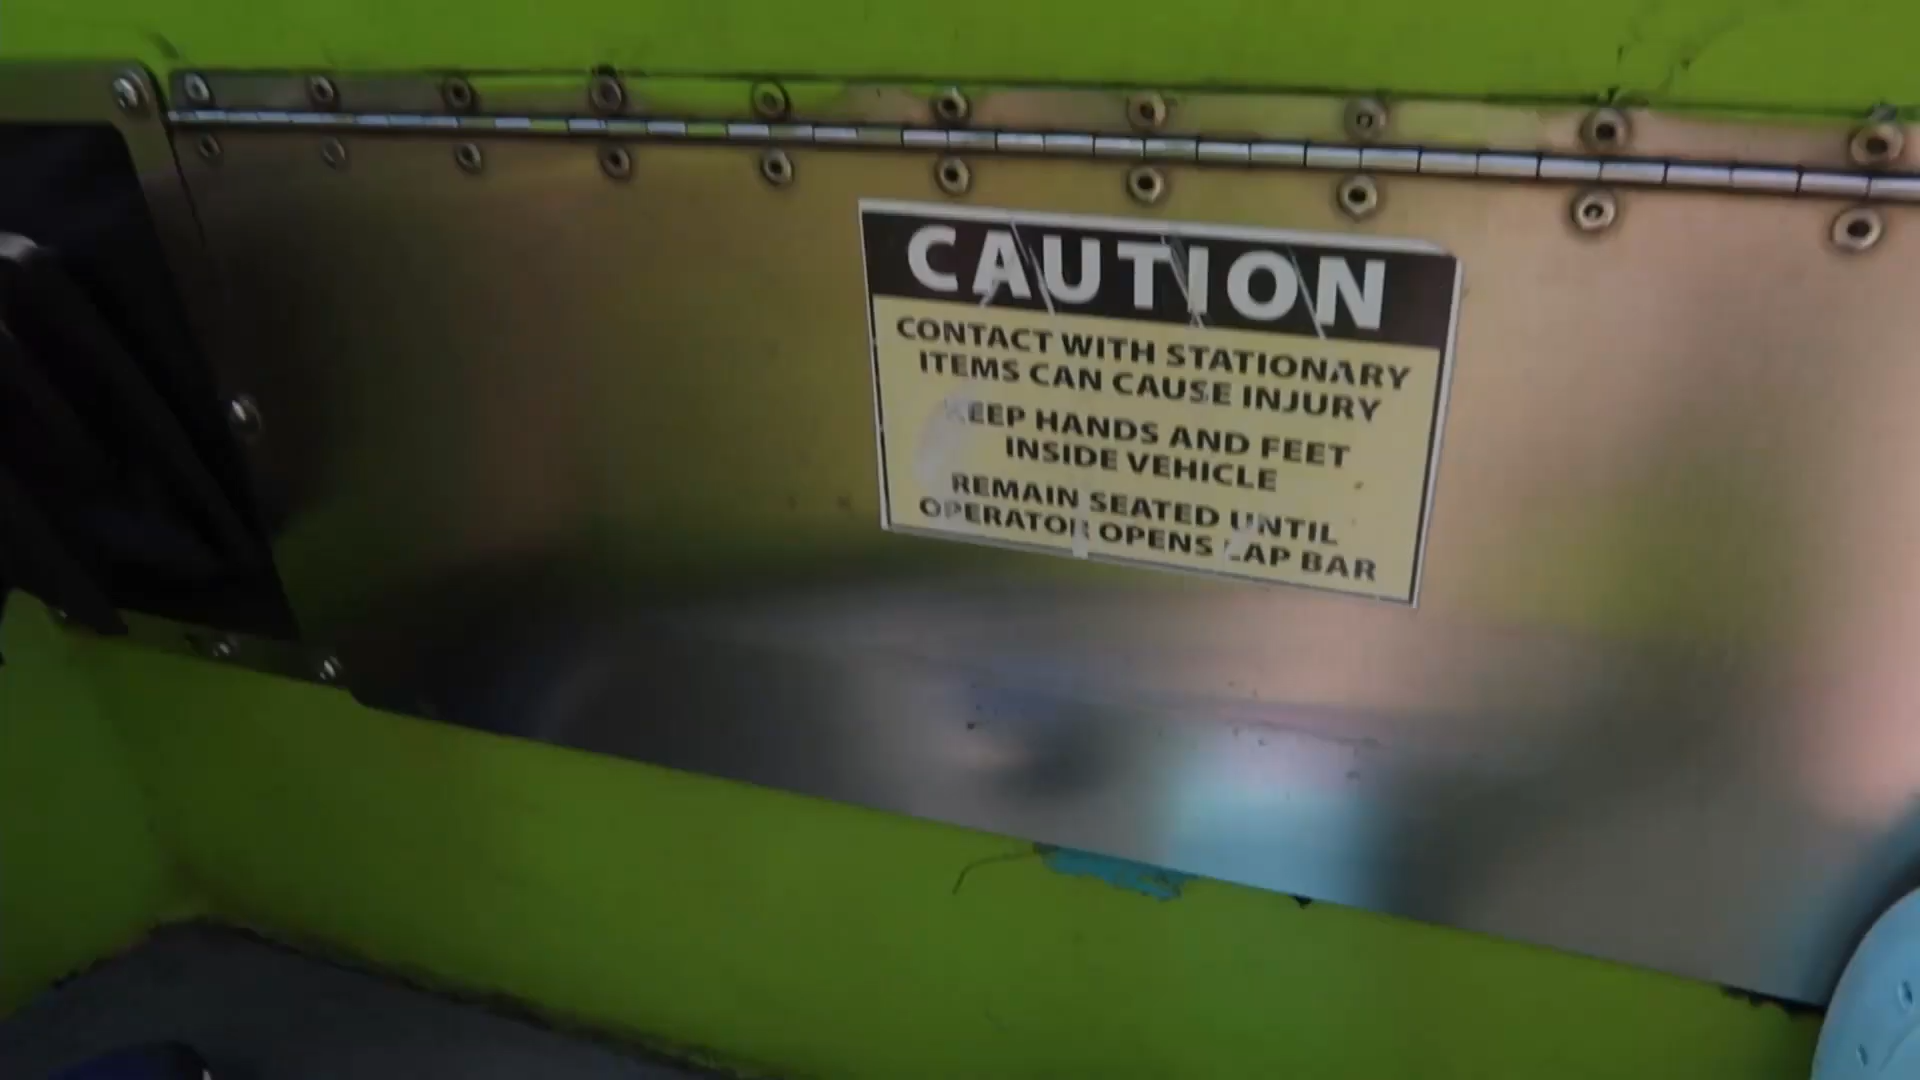 CAUTION
CONTACT WITH STATIONARY
ITEMS CAN CAUSE INJURY
KEEP HANDS AND FEET
INSIDE VEHICLE
REMAIN SEATED UNTIL
OPERATOR OPENS LAP BAR